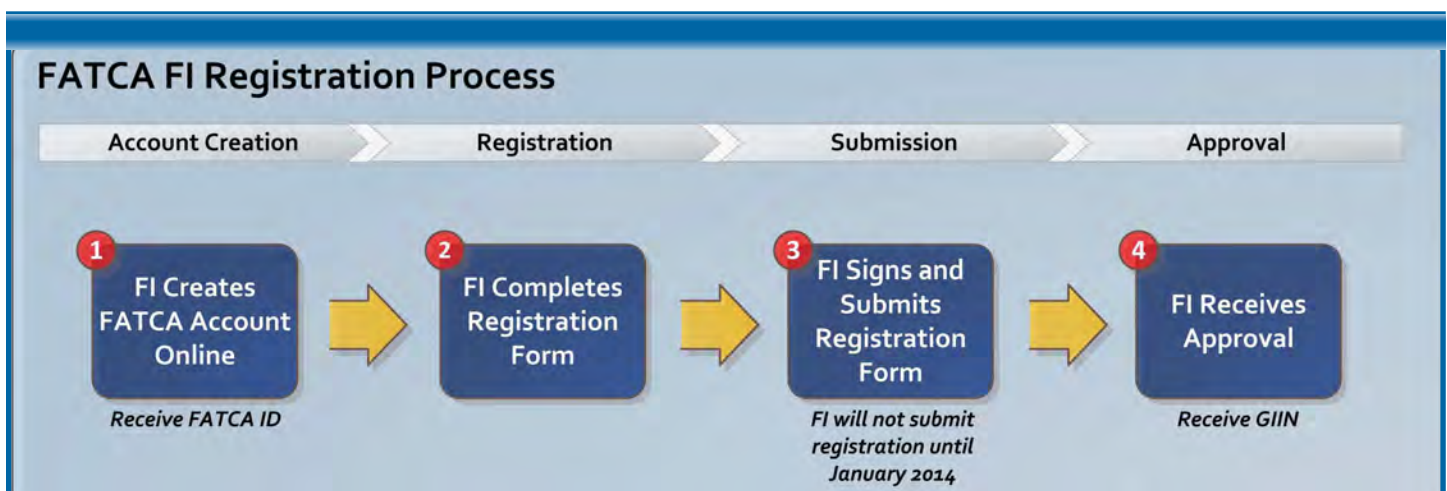 FATCA FI Registration Process
Account Creation
Registration
Submission
Approval
1
FI Creates
FATCA Account
Online
Receive FATCA ID
2
FI Completes
Registration
Form
3
FI Signs and
Submits
Registration
Form
FI will not submit
registration until
January 2014
4
FI Receives
Approval
Receive GIIN